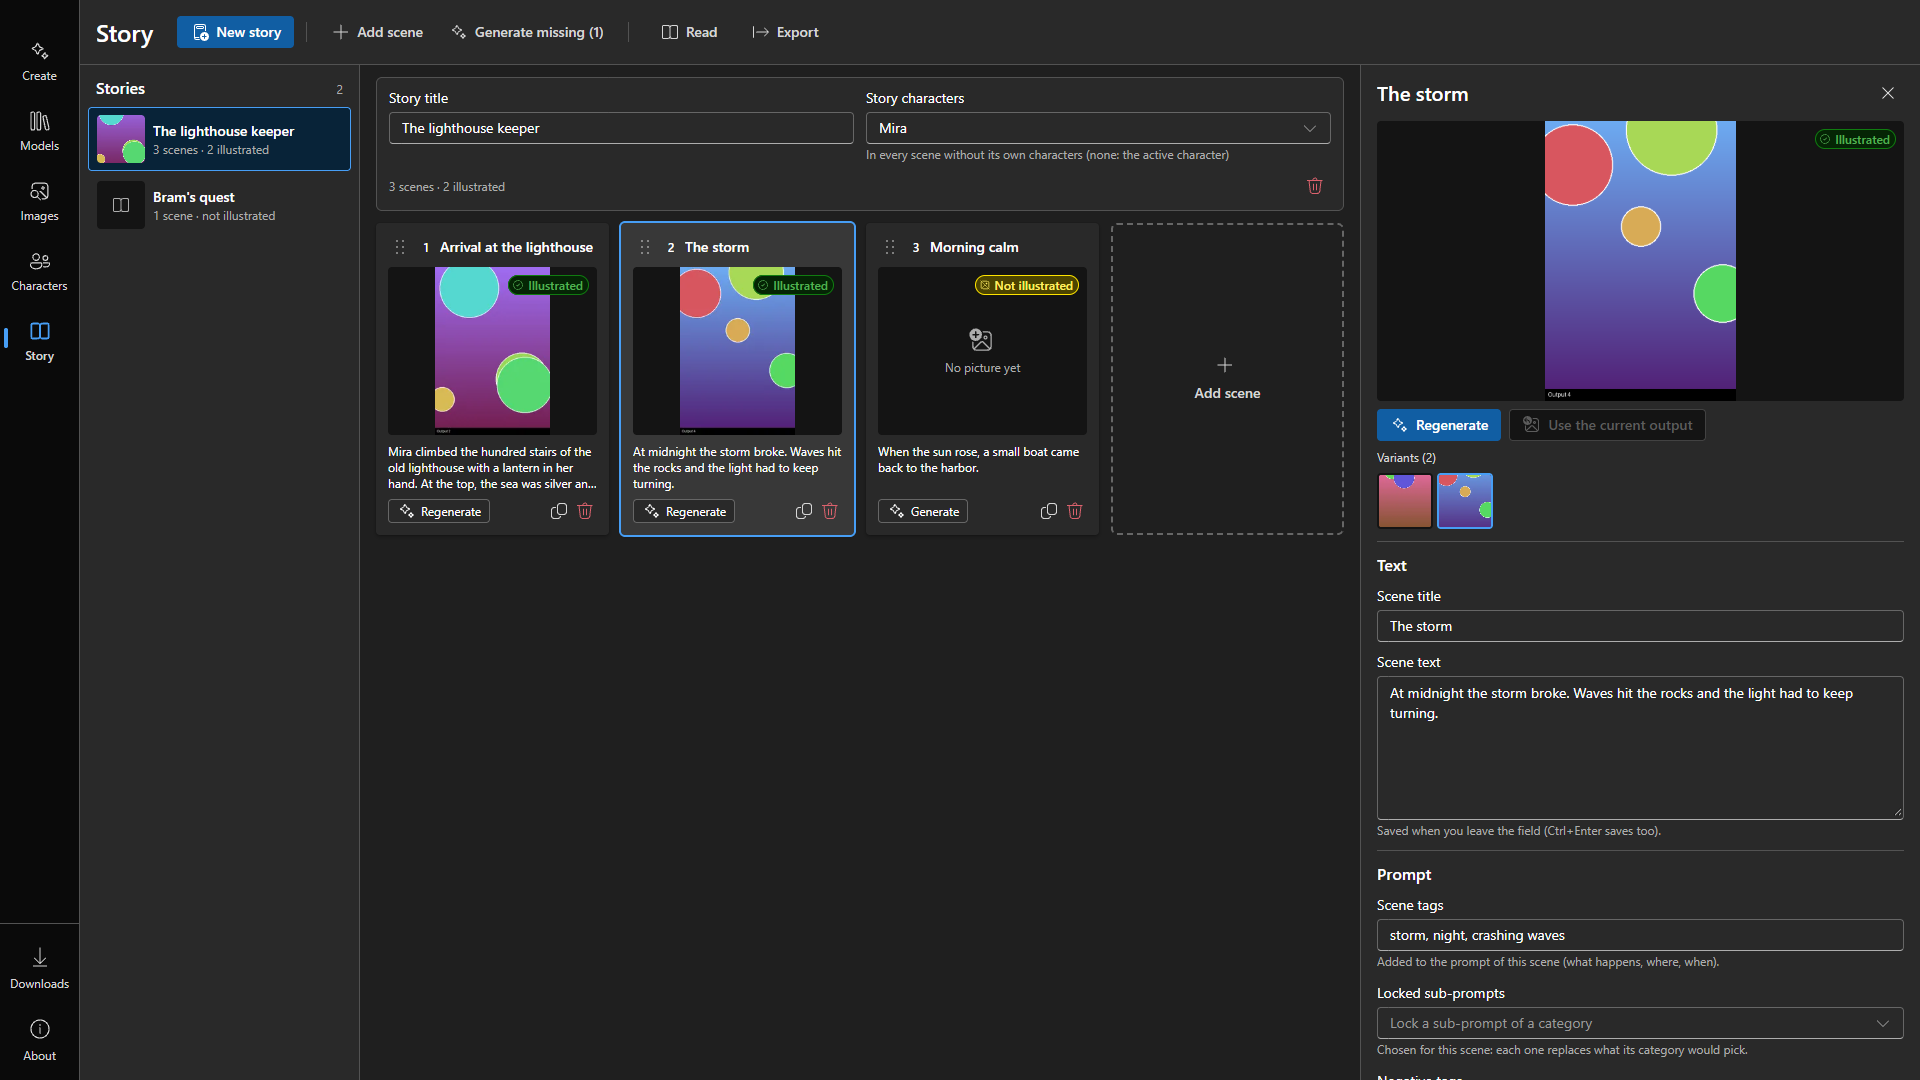 Create
Models
Images
Characters
Story
Downloads
About
Story
New story
Add scene
Generate missing (1)
Read
Export
Stories
2
The lighthouse keeper
3 scenes · 2 illustrated
Bram's quest
1 scene · not illustrated
Story title
The lighthouse keeper
Story characters
Mira
In every scene without its own characters (none: the active character)
3 scenes · 2 illustrated
1 Arrival at the lighthouse
Illustrated
Mira climbed the hundred stairs of the
old lighthouse with a lantern in her
hand. At the top, the sea was silver an...
Regenerate
2 The storm
Illustrated
At midnight the storm broke. Waves hit
the rocks and the light had to keep
turning.
Regenerate
3 Morning calm
Not illustrated
No picture yet
When the sun rose, a small boat came
back to the harbor.
Generate
Add scene
The storm
Illustrated
Output 4
Regenerate
Use the current output
Variants (2)
Text
Scene title
The storm
Scene text
At midnight the storm broke. Waves hit the rocks and the light had to keep
turning.
Saved when you leave the field (Ctrl+Enter saves too).
Prompt
Scene tags
storm, night, crashing waves
Added to the prompt of this scene (what happens, where, when).
Locked sub-prompts
Lock a sub-prompt of a category
Chosen for this scene: each one replaces what its category would pick.